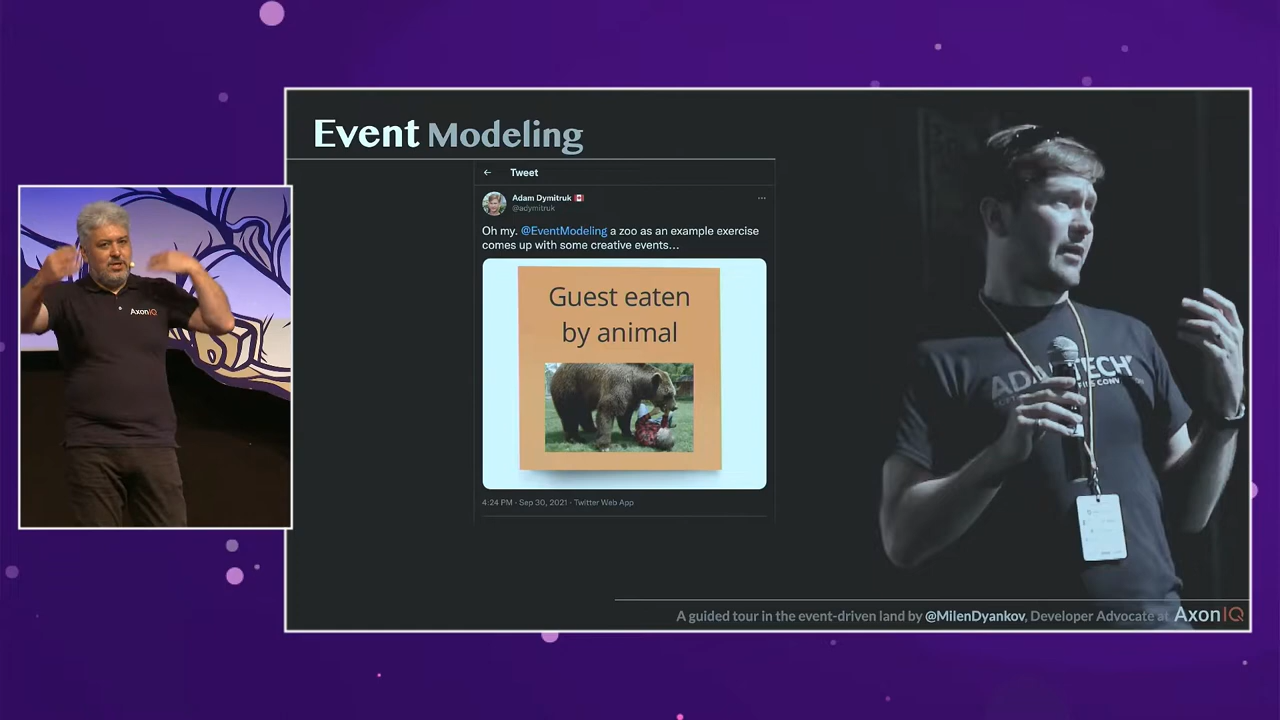 Event Modeling
Tweet
Adam Dymitruk
@adymitruk
Oh my. @EventModeling a zoo as an example exercise
comes up with some creative events...
Guest eaten
by animal
4:24 PM · Sep 30, 2021 · Twitter Web App
AxonIQ
TECH
A guided tour in the event-driven land by @MilenDyankov, Developer Advocate at AxonIQ